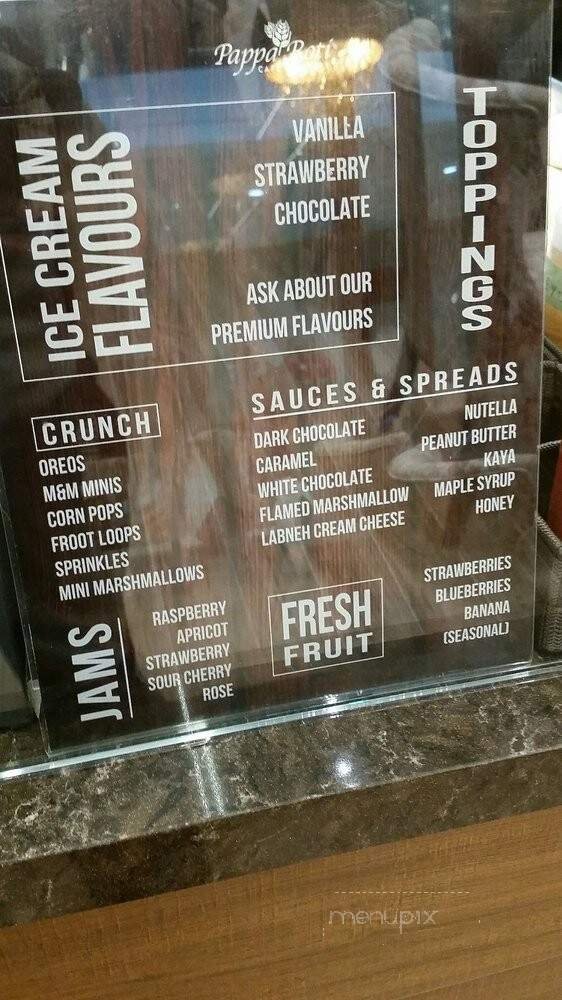 Pappa Roti
ICE CREAM
FLAVOURS
VANILLA
STRAWBERRY
CHOCOLATE
ASK ABOUT OUR
PREMIUM FLAVOURS
TOPPINGS
CRUNCH
OREOS
M&M MINIS
CORN POPS
FROOT LOOPS
SPRINKLES
MINI MARSHMALLOWS
SAUCES & SPREADS
DARK CHOCOLATE
CARAMEL
WHITE CHOCOLATE
FLAMED MARSHMALLOW
LABNEH CREAM CHEESE
NUTELLA
PEANUT BUTTER
KAYA
MAPLE SYRUP
HONEY
JAMS
RASPBERRY
APRICOT
STRAWBERRY
SOUR CHERRY
ROSE
FRESH
FRUIT
STRAWBERRIES
BLUEBERRIES
BANANA
(SEASONAL)
menupix